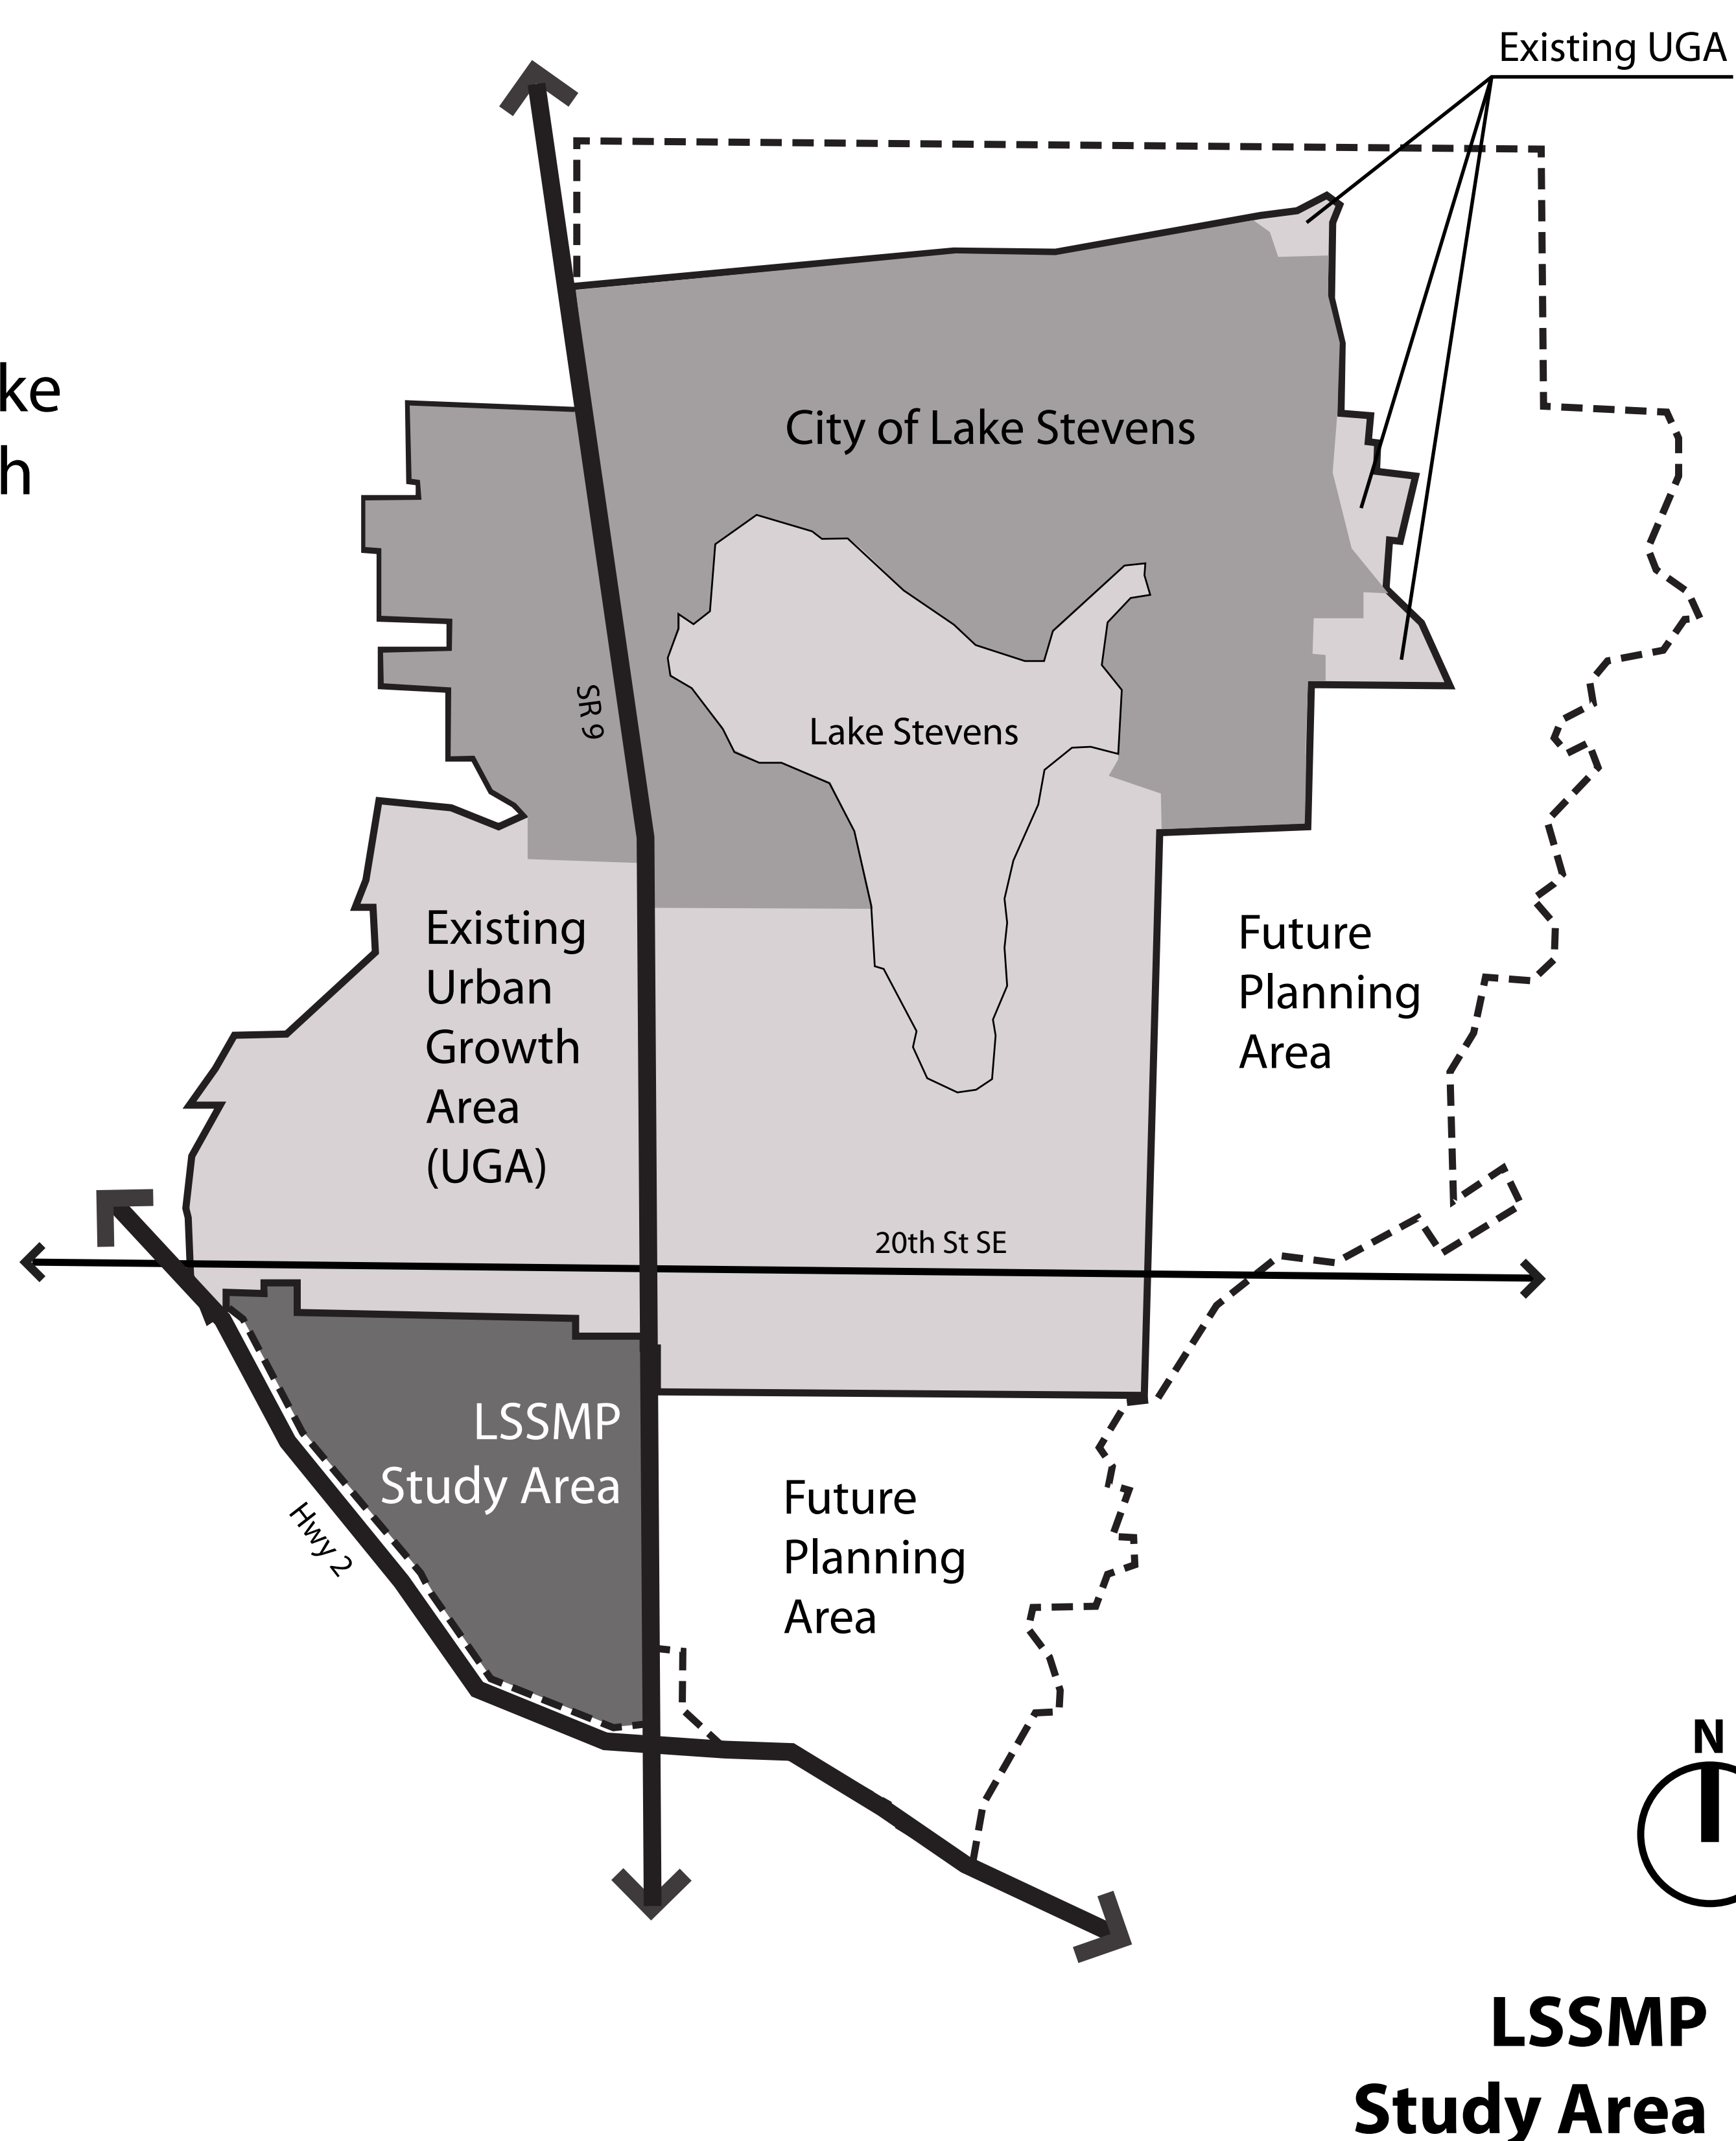 Existing UGA
ke
h
City of Lake Stevens
SR 9
Lake Stevens
Existing
Urban
Growth
Area
(UGA)
Future
Planning
Area
20th St SE
LSSMP
Study Area
Hwy 2
Future
Planning
Area
N
LSSMP
Study Area